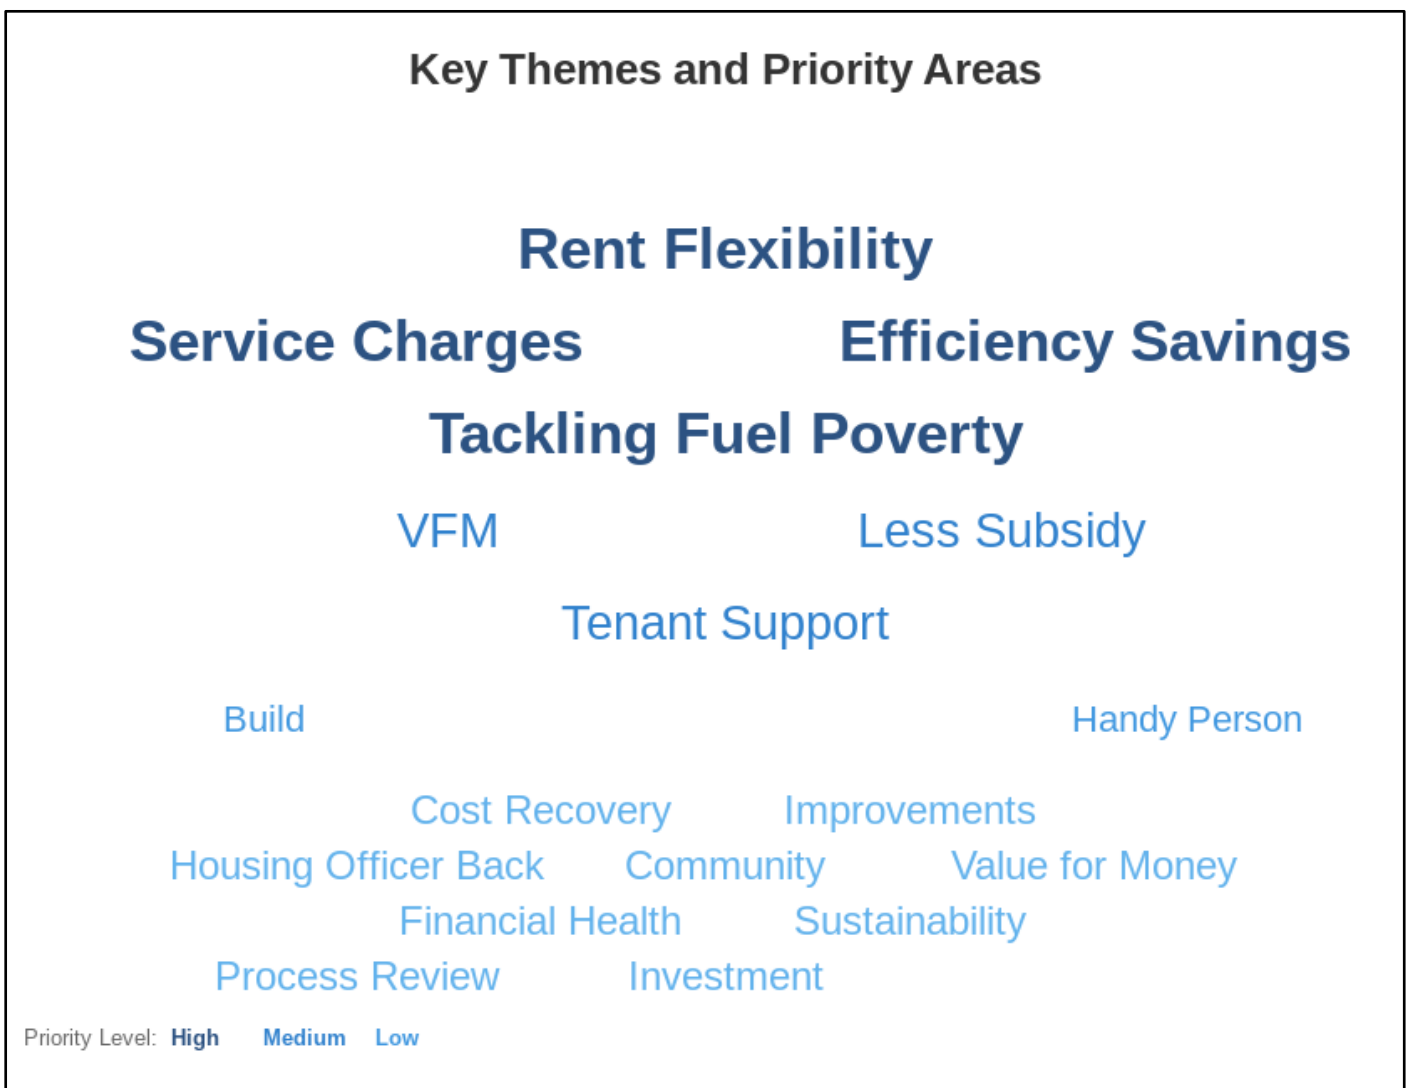 Key Themes and Priority Areas
Rent Flexibility
Service Charges Efficiency Savings
Tackling Fuel Poverty
VFM Less Subsidy
Tenant Support
Build Handy Person
Cost Recovery Improvements
Housing Officer Back Community Value for Money
Financial Health Sustainability
Process Review Investment
Priority Level: High Medium Low